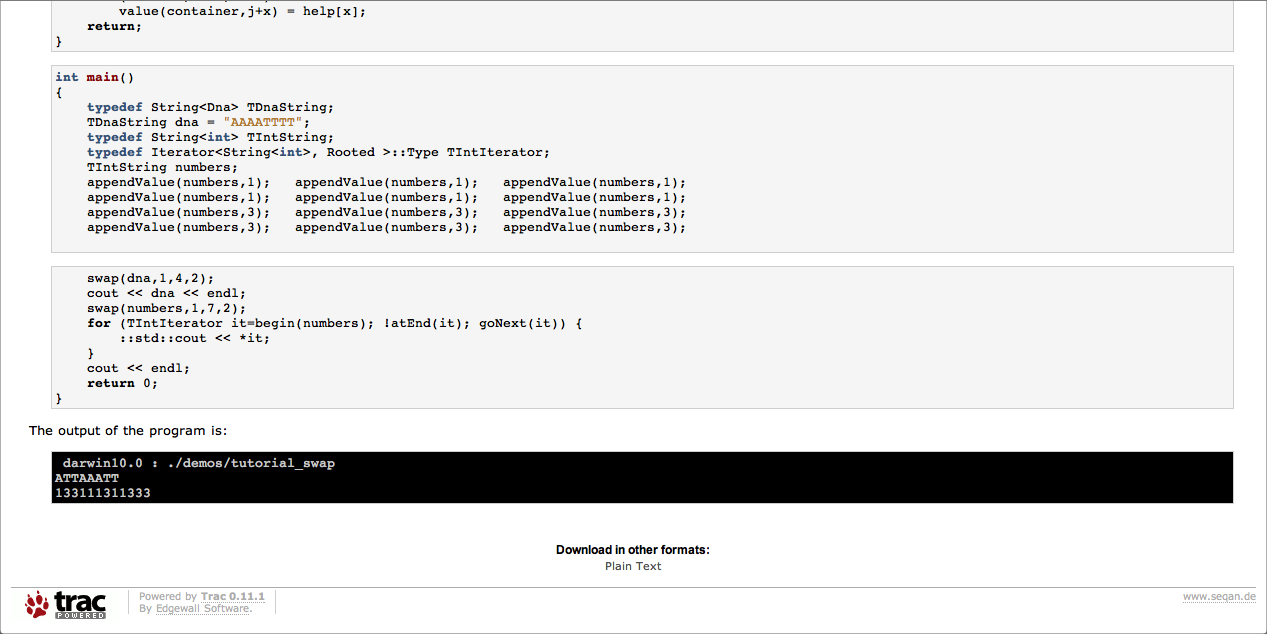 value(container,j+x) = help[x];
return;
}
int main()
{
typedef String<Dna> TDnaString;
TDnaString dna = "AAAATTTT";
typedef String<int> TIntString;
typedef Iterator<String<int>, Rooted >::Type TIntIterator;
TIntString numbers;
appendValue(numbers,1);   appendValue(numbers,1);   appendValue(numbers,1);
appendValue(numbers,1);   appendValue(numbers,1);   appendValue(numbers,1);
appendValue(numbers,3);   appendValue(numbers,3);   appendValue(numbers,3);
appendValue(numbers,3);   appendValue(numbers,3);   appendValue(numbers,3);
swap(dna,1,4,2);
cout << dna << endl;
swap(numbers,1,7,2);
for (TIntIterator it=begin(numbers); !atEnd(it); goNext(it)) {
::std::cout << *it;
}
cout << endl;
return 0;
}
The output of the program is:
darwin10.0 : ./demos/tutorial_swap
ATTAAATT
133111311333
Download in other formats:
Plain Text
trac
POWERED
Powered by Trac 0.11.1
By Edgewall Software.
www.seqan.de